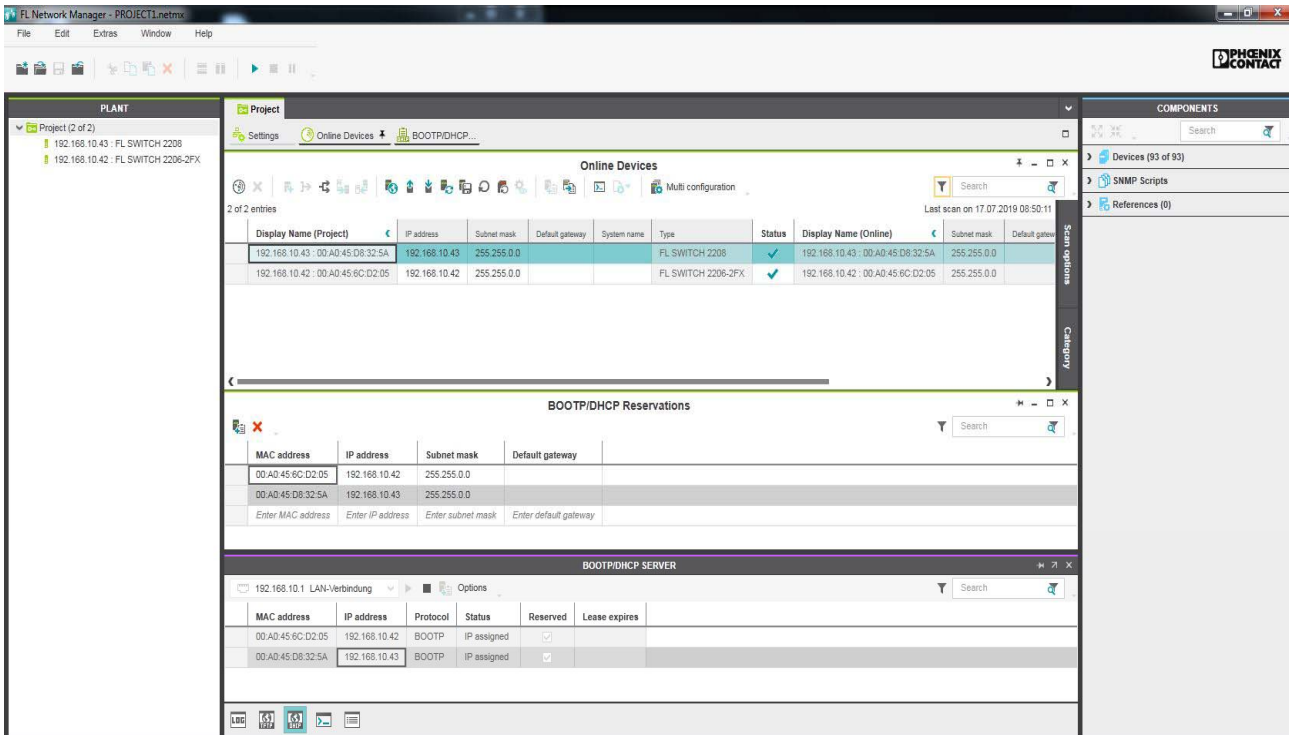 FL Network Manager - PROJECT1.netmx
File Edit Extras Window Help
PHŒNIX
CONTACT
PLANT
Project (2 of 2)
192.168.10.43 : FL SWITCH 2208
192.168.10.42 : FL SWITCH 2206-2FX
Project
Settings Online Devices BOOTP/DHCP...
Online Devices
Multi configuration Search
2 of 2 entries Last scan on 17.07.2019 08:50:11
Display Name (Project) IP address Subnet mask Default gateway System name Type Status Display Name (Online) Subnet mask Default gatew
192.168.10.43 : 00:A0:45:D8:32:5A 192.168.10.43 255.255.0.0 FL SWITCH 2208 192.168.10.43 : 00:A0:45:D8:32:5A 255.255.0.0
192.168.10.42 : 00:A0:45:6C:D2:05 192.168.10.42 255.255.0.0 FL SWITCH 2206-2FX 192.168.10.42 : 00:A0:45:6C:D2:05 255.255.0.0
Scan options
Category
BOOTP/DHCP Reservations
Search
MAC address IP address Subnet mask Default gateway
00:A0:45:6C:D2:05 192.168.10.42 255.255.0.0
00:A0:45:D8:32:5A 192.168.10.43 255.255.0.0
Enter MAC address Enter IP address Enter subnet mask Enter default gateway
BOOTP/DHCP SERVER
192.168.10.1 LAN-Verbindung Options Search
MAC address IP address Protocol Status Reserved Lease expires
00:A0:45:6C:D2:05 192.168.10.42 BOOTP IP assigned
00:A0:45:D8:32:5A 192.168.10.43 BOOTP IP assigned
LOG
TFTP
DHCP
COMPONENTS
Search
Devices (93 of 93)
SNMP Scripts
References (0)